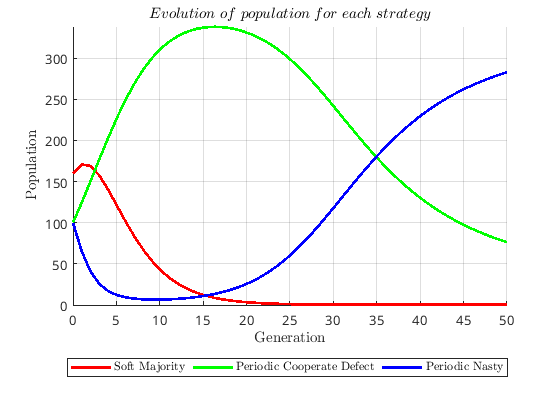 Evolution of population for each strategy
Population
300
250
200
150
100
50
0
0 5 10 15 20 25 30 35 40 45 50
Generation
Soft Majority Periodic Cooperate Defect Periodic Nasty